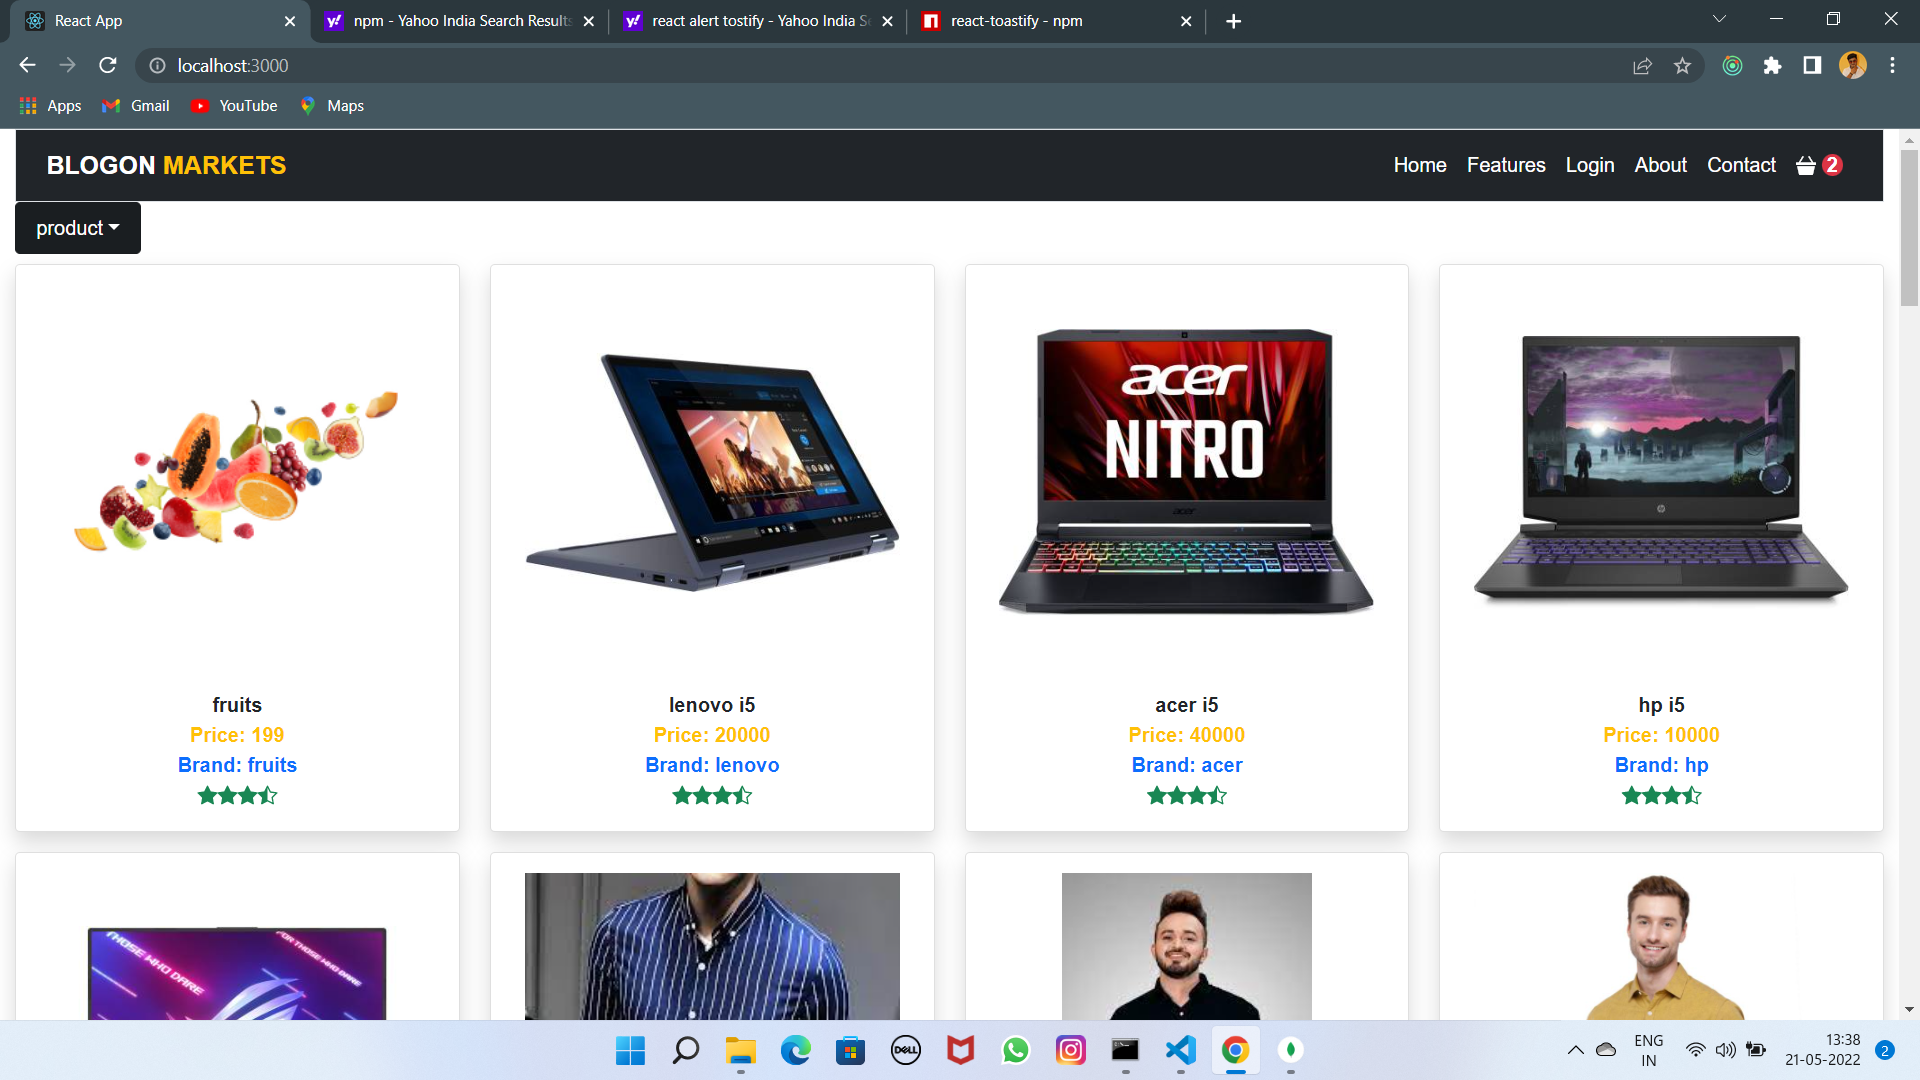 React App
npm - Yahoo India Search Results
react alert tostify - Yahoo India Se
react-toastify - npm
localhost:3000
Apps
Gmail
YouTube
Maps
BLOGON MARKETS
Home
Features
Login
About
Contact
2
product
acer
NITRO
acer
fruits
Price: 199
Brand: fruits
lenovo i5
Price: 20000
Brand: lenovo
acer i5
Price: 40000
Brand: acer
hp i5
Price: 10000
Brand: hp
THOSE WHO DARE
FOR THOSE WHO DARE
DELL
ENG
IN
13:38
21-05-2022
2